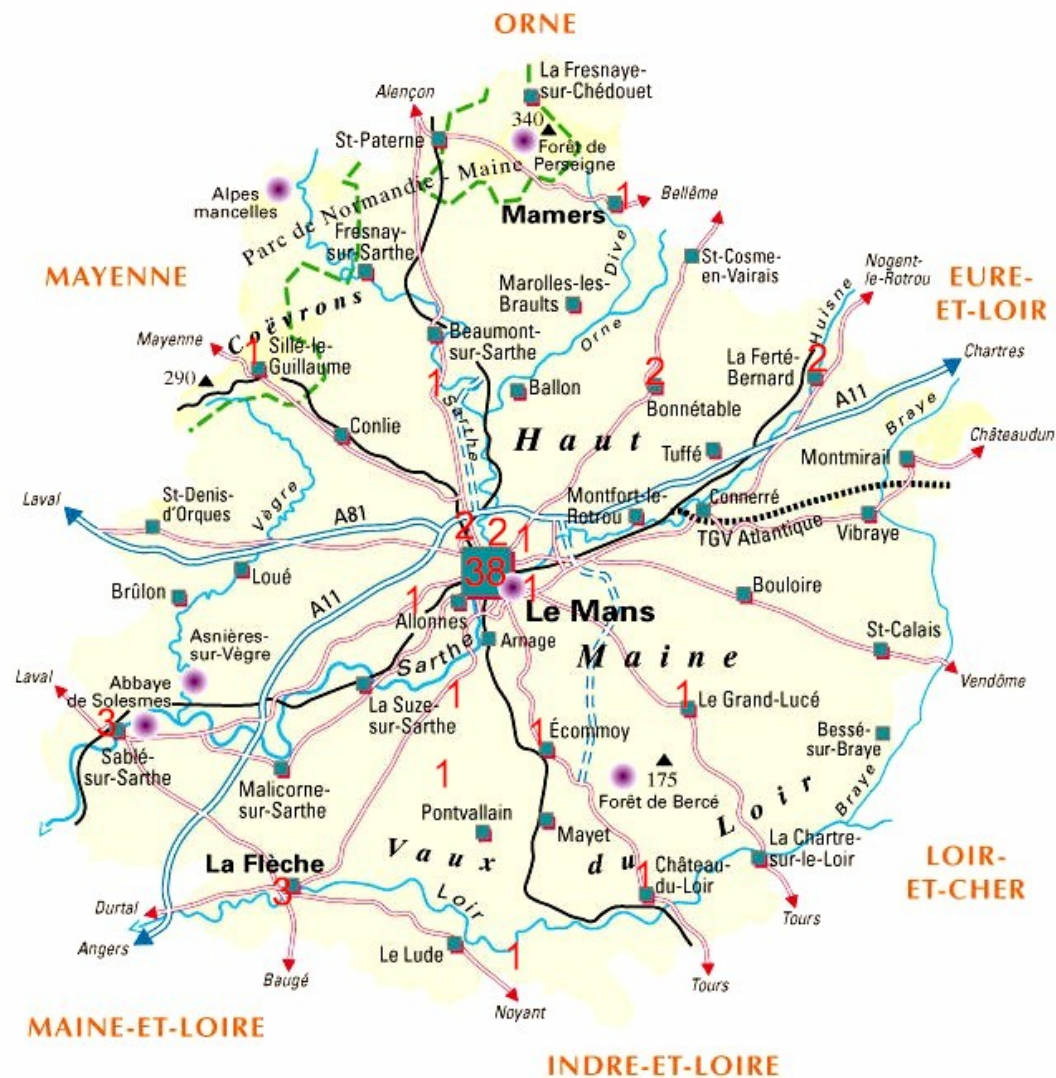 ORNE
La Fresnaye-
sur-Chédouet
Alençon
340
St-Paterne
Forêt de
Perseigne
Alpes
mancelles
Parc de Normandie - Maine
1
Bellême
Mamers
Fresnay-
sur-Sarthe
Dive
St-Cosme-
en-Vairais
Nogent-
le-Rotrou
MAYENNE
EURE-
ET-LOIR
Marolles-les-
Braults
Orne
Huisne
Coëvrons
Mayenne
1
Sillé-le-
Guillaume
290
Beaumont-
sur-Sarthe
1
Sarthe
Ballon
2
Bonnétable
La Ferté-
Bernard
2
Chartres
A11
Braye
Conlie
Haut
Tuffé
Montmirail
Châteaudun
Laval
St-Denis-
d'Orques
Vègre
A81
2
2
1
Montfort-le-
Rotrou
Connerré
TGV Atlantique
Vibraye
38
Loué
Brûlon
A11
1
Allonnes
1
Le Mans
Bouloire
Arnage
Asnières-
sur-Vègre
Sarthe
Maine
St-Calais
Vendôme
Laval
Abbaye
de Solesmes
3
Sablé-
sur-Sarthe
La Suze-
sur-Sarthe
1
1
Le Grand-Lucé
1
Écommoy
Bessé-
sur-Braye
Malicorne-
sur-Sarthe
1
175
Forêt de Bercé
Braye
Pontvallain
Mayet
Loir
La Chartre-
sur-le-Loir
Vaux
du
La Flèche
3
Château-
du-Loir
1
LOIR-
ET-CHER
Durtal
Loir
Angers
Baugé
Le Lude
1
Noyant
Tours
Tours
MAINE-ET-LOIRE
INDRE-ET-LOIRE